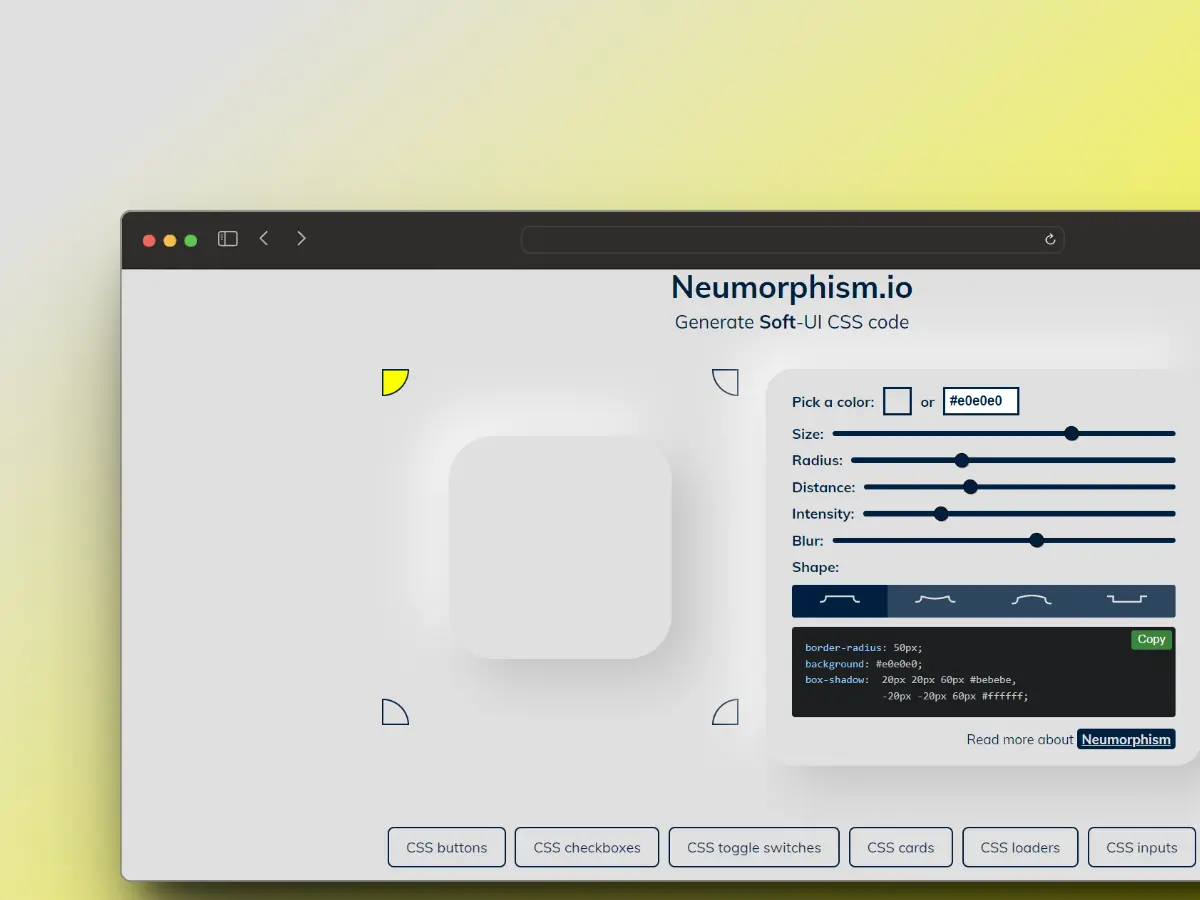 Neumorphism.io
Generate Soft-UI CSS code
Pick a color: or #e0e0e0
Size:
Radius:
Distance:
Intensity:
Blur:
Shape:
Copy
border-radius: 50px;
background: #e0e0e0;
box-shadow: 20px 20px 60px #bebebe,
-20px -20px 60px #ffffff;
Read more about Neumorphism
CSS buttons CSS checkboxes CSS toggle switches CSS cards CSS loaders CSS inputs